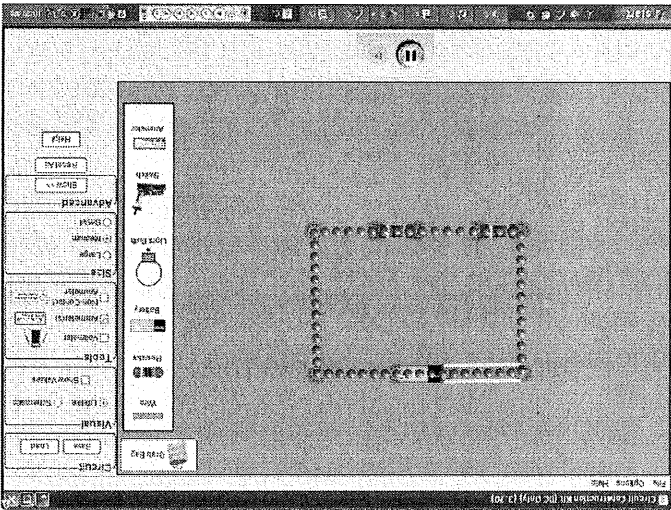 Circuit Construction Kit (DC Only) (3.20)
File Options Help
Circuit
Save Load
Visual
Lifelike Schematic
Show Values
Tools
Voltmeter
Ammeter(s)
Non-Contact
Ammeter
Size
Large
Medium
Small
Advanced
Show >>
Reset All
Help!
Grab Bag
Wire
Resistor
Battery
Light Bulb
Switch
Ammeter